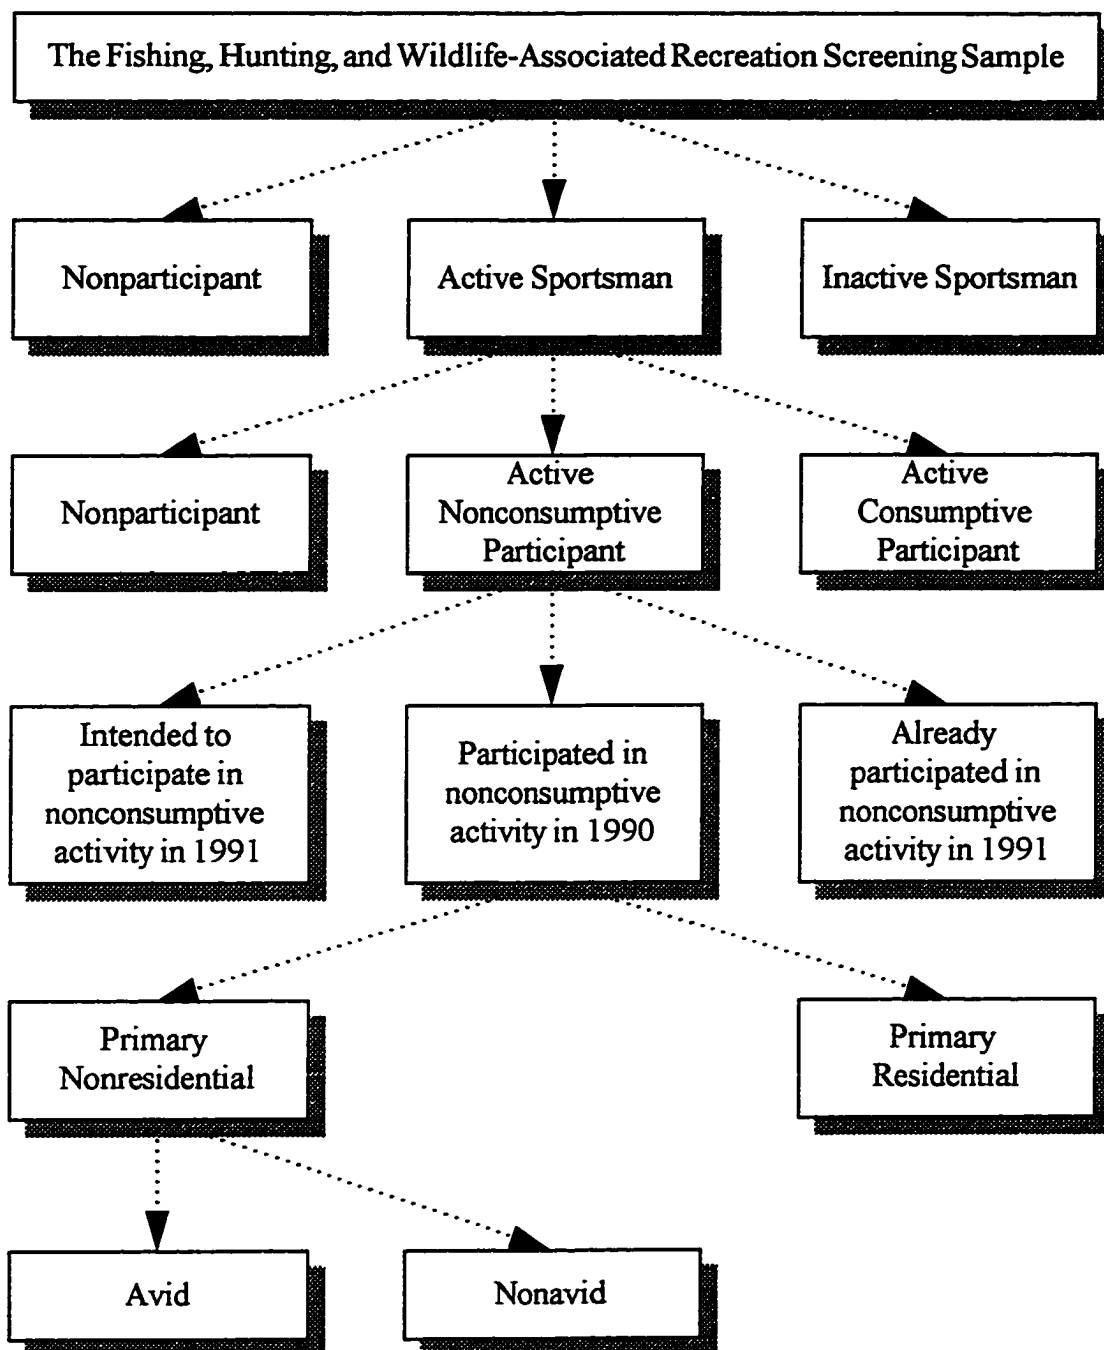 The Fishing, Hunting, and Wildlife-Associated Recreation Screening Sample
Nonparticipant
Active Sportsman
Inactive Sportsman
Nonparticipant
Active
Nonconsumptive
Participant
Active
Consumptive
Participant
Intended to
participate in
nonconsumptive
activity in 1991
Participated in
nonconsumptive
activity in 1990
Already
participated in
nonconsumptive
activity in 1991
Primary
Nonresidential
Primary
Residential
Avid
Nonavid